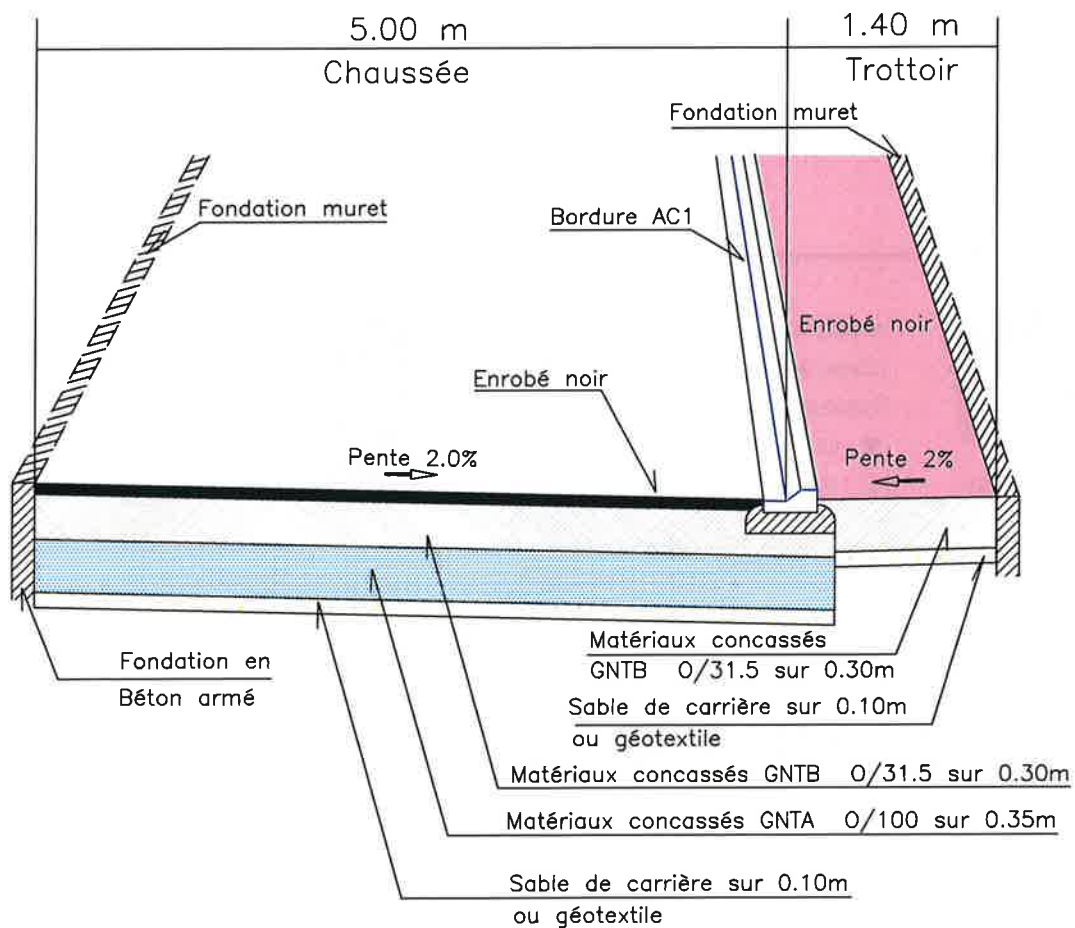 5.00 m
1.40 m
Chaussée
Trottoir
Fondation muret
Fondation muret
Bordure AC1
Enrobé noir
Enrobé noir
Pente 2.0%
Pente 2%
Matériaux concassés
GNTB 0/31.5 sur 0.30m
Fondation en
Béton armé
Sable de carrière sur 0.10m
ou géotextile
Matériaux concassés GNTB 0/31.5 sur 0.30m
Matériaux concassés GNTA 0/100 sur 0.35m
Sable de carrière sur 0.10m
ou géotextile